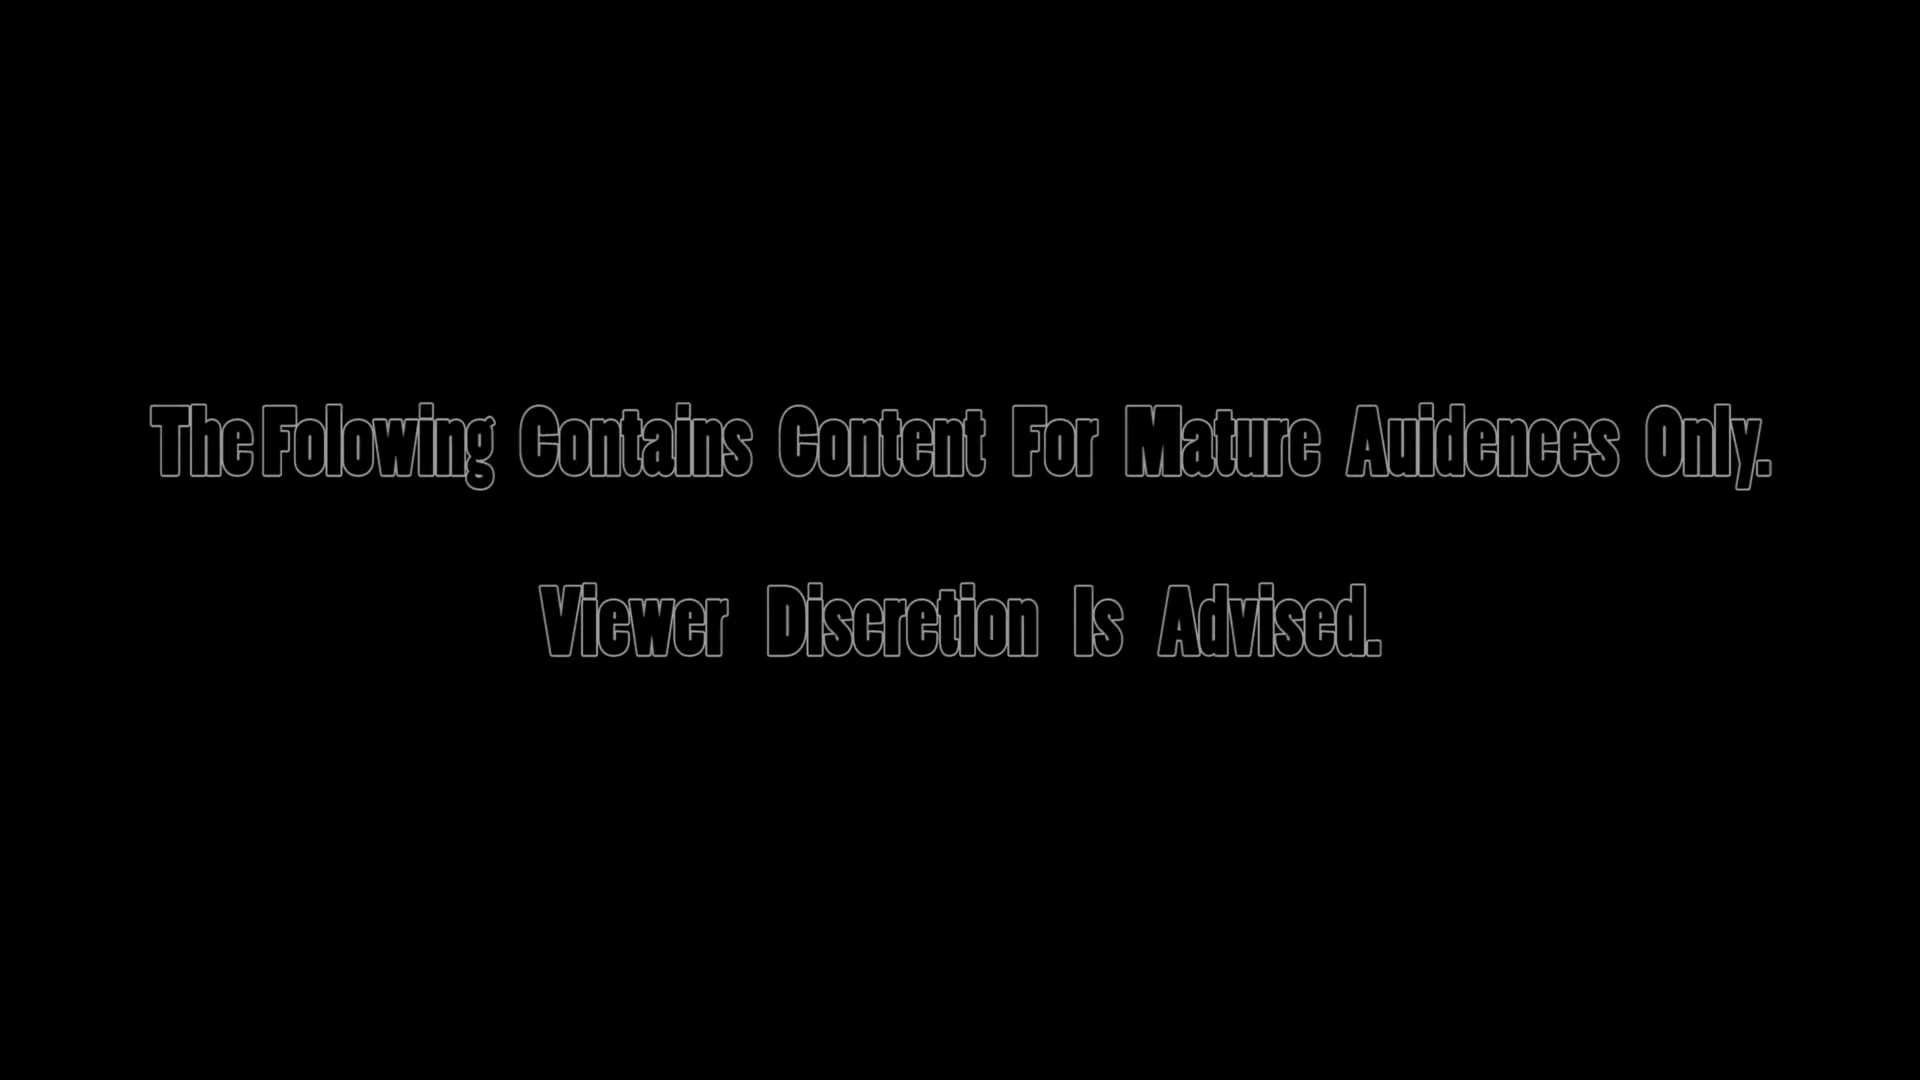 The Folowing Contains Content For Mature Auidences Only.
Viewer Discretion Is Advised.